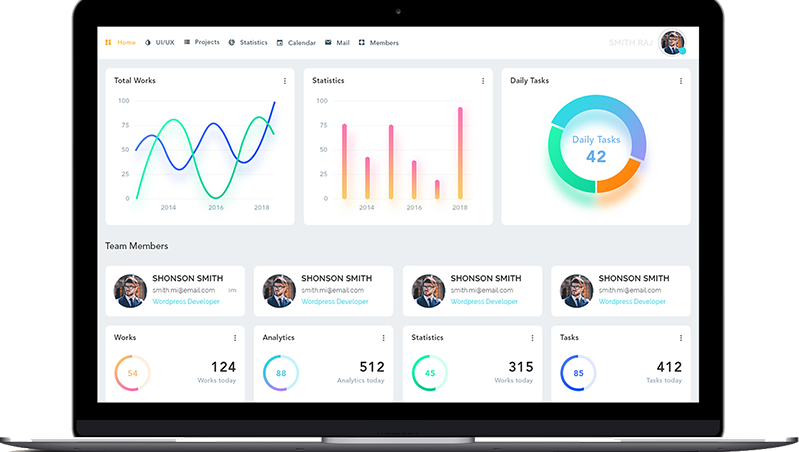 Home UI/UX Projects Statistics Calendar Mail Members SMITH RAJ
Total Works
100
75
50
25
0
2014 2016 2018
Statistics
100
75
50
25
0
2014 2016 2018
Daily Tasks
Daily Tasks
42
Team Members
SHONSON SMITH
smith.mi@email.com
Wordpress Developer
SHONSON SMITH
smith.mi@email.com
Wordpress Developer
SHONSON SMITH
smith.mi@email.com
Wordpress Developer
SHONSON SMITH
smith.mi@email.com
Wordpress Developer
Works
54
124
Works today
Analytics
88
512
Analytics today
Statistics
45
315
Works today
Tasks
85
412
Tasks today